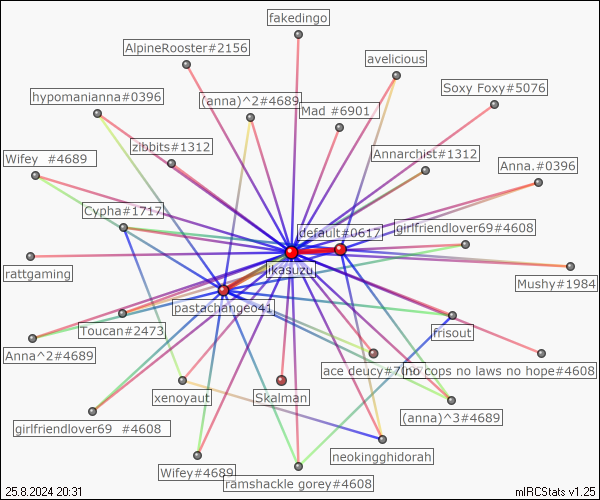 fakedingo
AlpineRooster#2156
avelicious
Soxy Foxy#5076
hypomanianna#0396
(anna)^2#4689
Mad #6901
zibbits#1312
Annarchist#1312
Wifey #4689
Anna.#0396
Cypha#1717
default#0617
girlfriendlover69#4608
ikasuzu
rattgaming
Mushy#1984
pastachange041
Toucan#2473
frisout
Anna^2#4689
ace deucy#7
(no cops no laws no hope#4608
xenoyaut
Skalman
(anna)^3#4689
girlfriendlover69 #4608
neokingghidorah
Wifey#4689
ramshackle gorey#4608
25.8.2024 20:31
mIRCStats v1.25